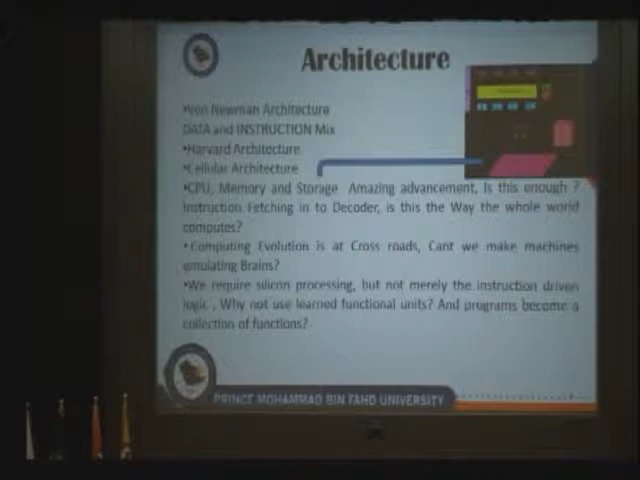 Architecture
•Von Newman Architecture
DATA and INSTRUCTION Mix
•Harvard Architecture
•Cellular Architecture
•CPU, Memory and Storage Amazing advancement, Is this enough ?
Instruction Fetching in to Decoder, is this the Way the whole world
computes?
•Computing Evolution is at Cross roads, Cant we make machines
emulating Brains?
•We require silicon processing, but not merely the instruction driven
logic , Why not use learned functional units? And programs become a
collection of functions?
PRINCE MOHAMMAD BIN FAHD UNIVERSITY